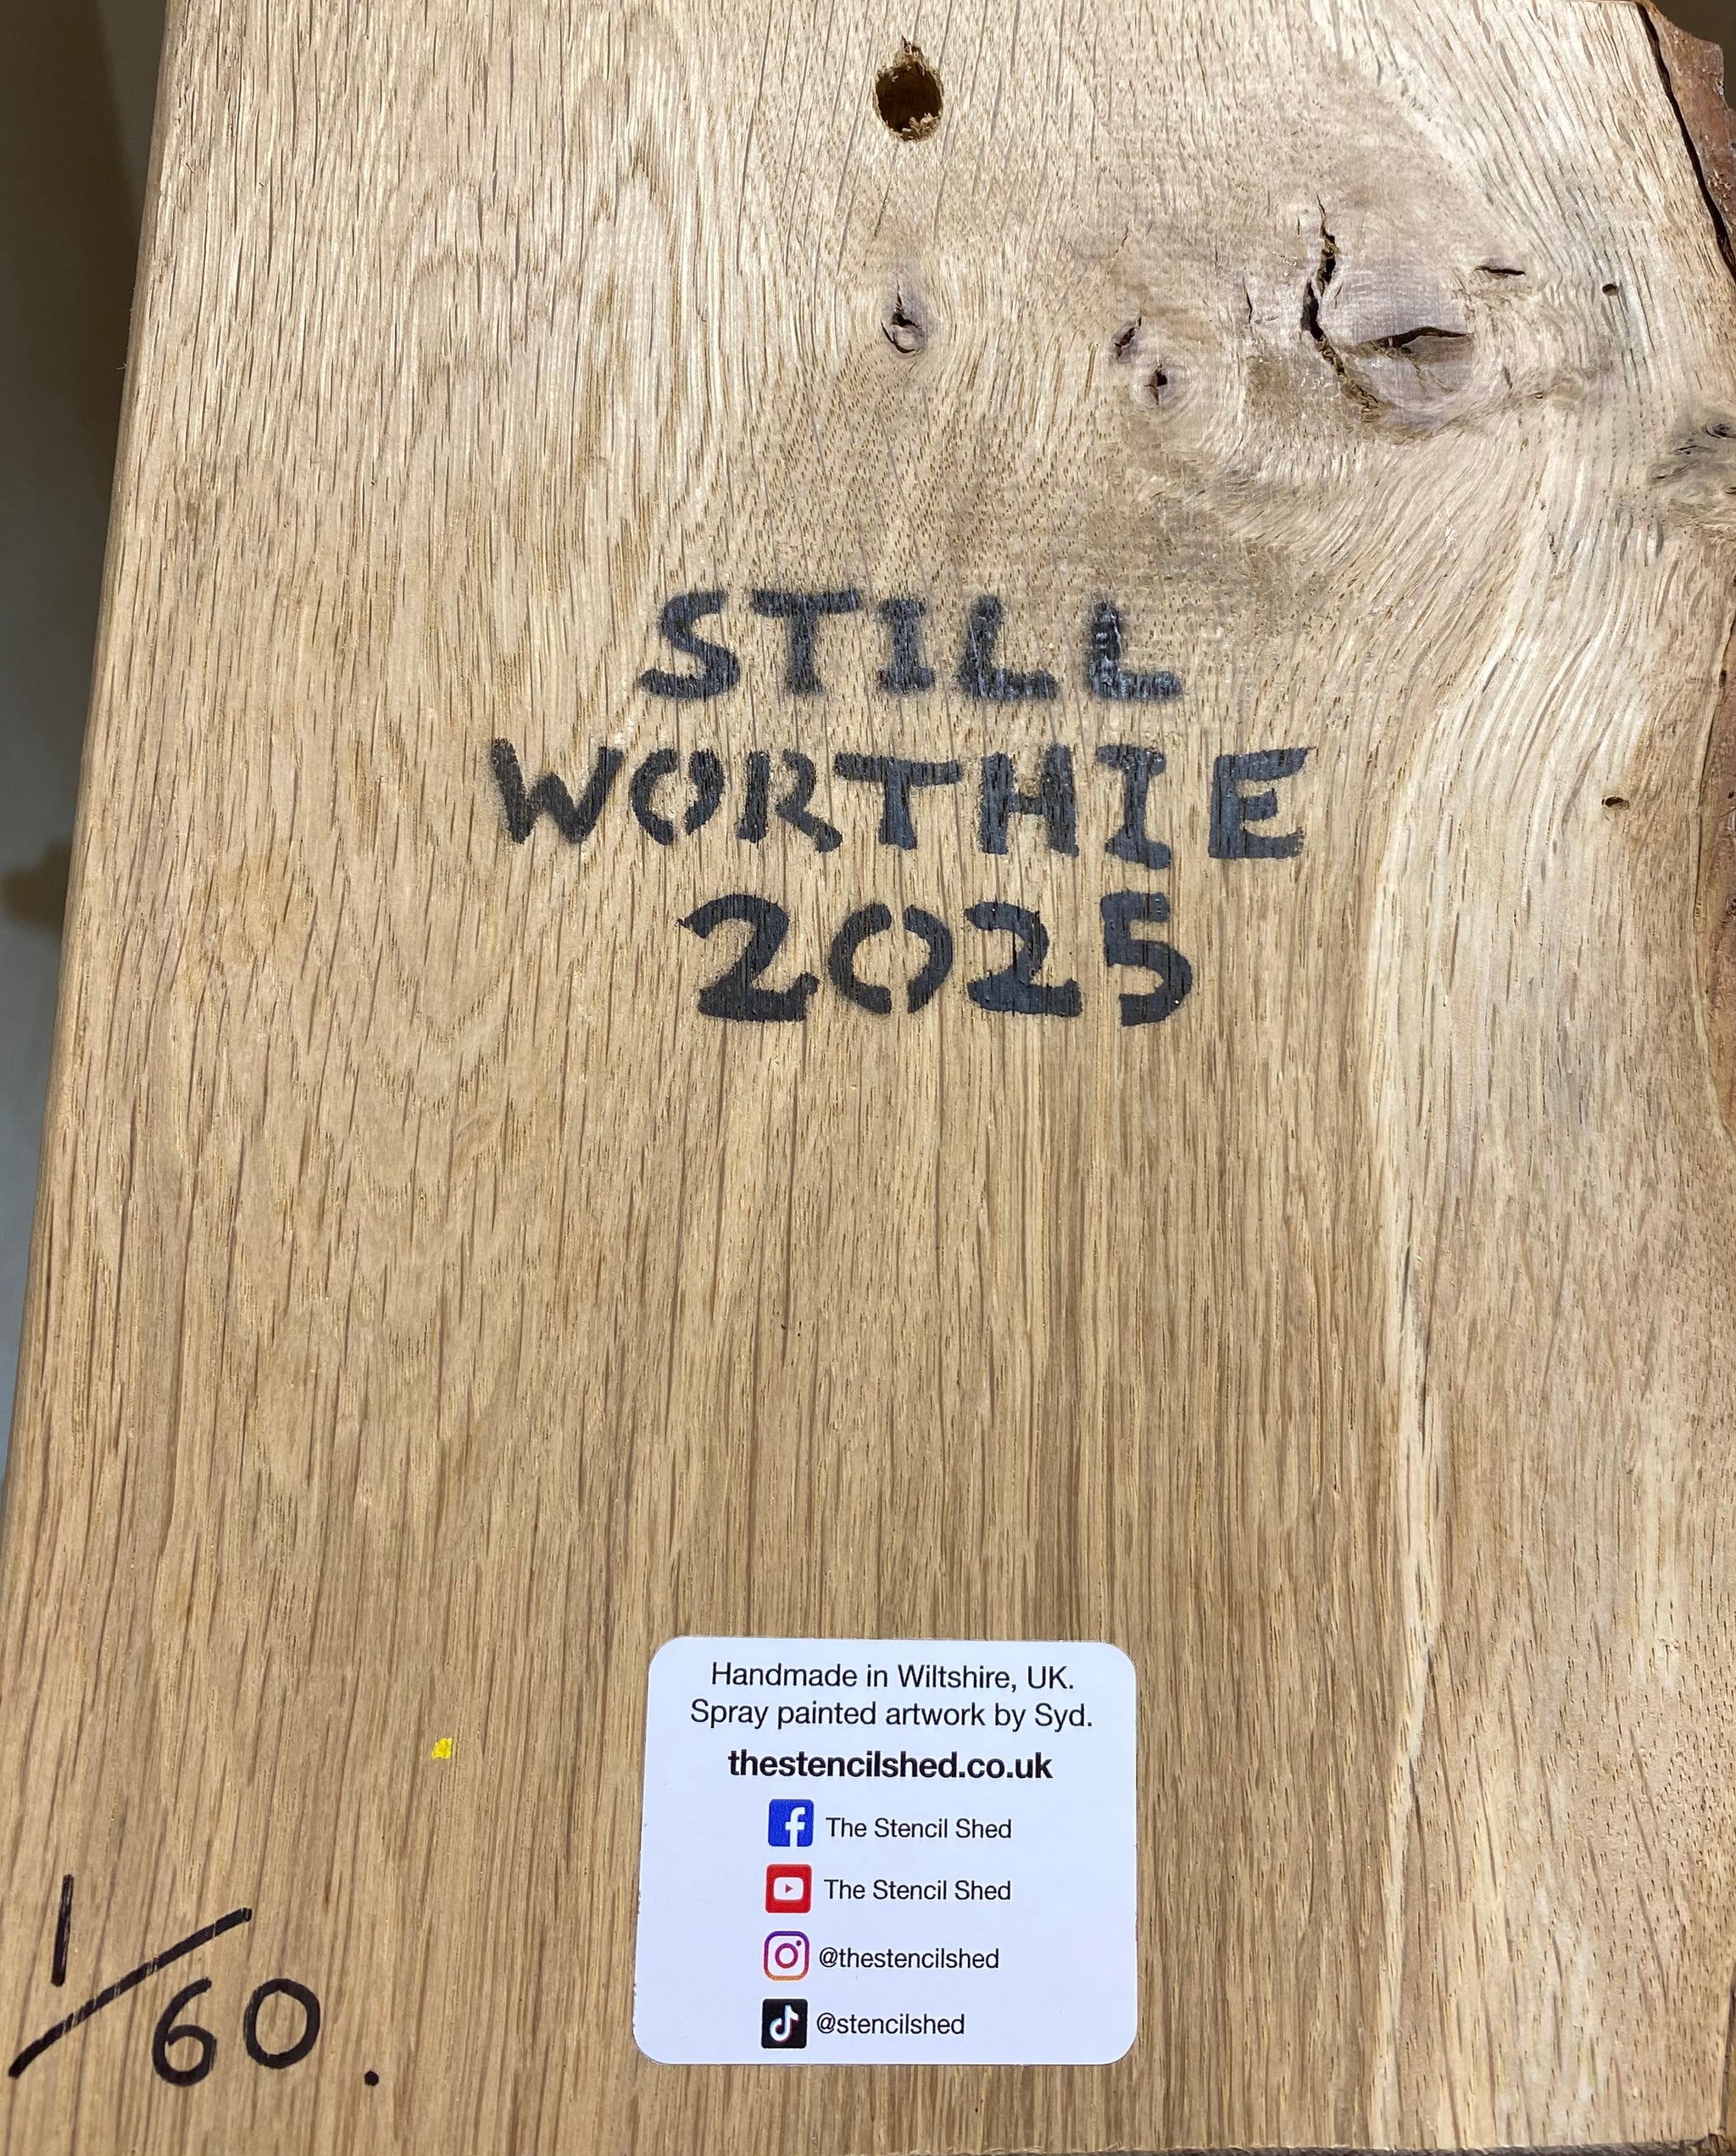 STILL
WORTHIE
2025
Handmade in Wiltshire, UK.
Spray painted artwork by Syd.
thestencilshed.co.uk
The Stencil Shed
The Stencil Shed
@thestencilshed
@stencilshed
1/60.